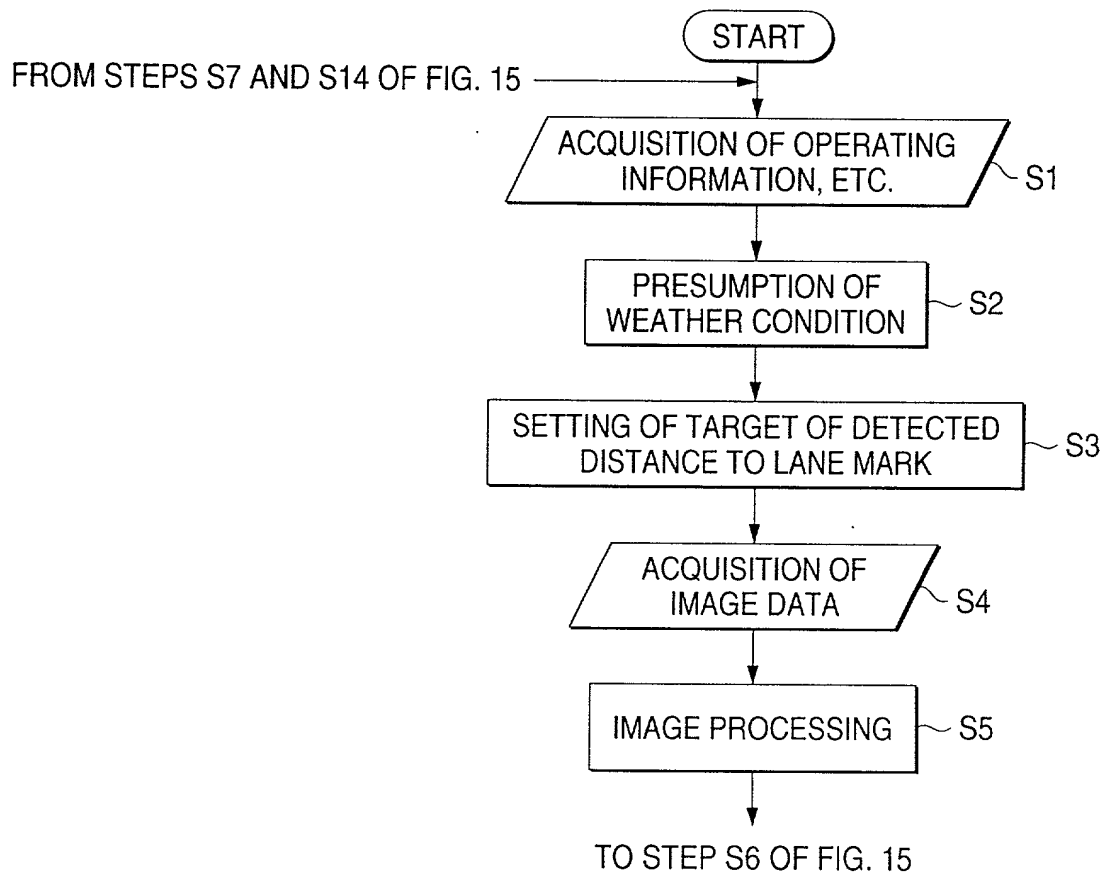 START
FROM STEPS S7 AND S14 OF FIG. 15
ACQUISITION OF OPERATING
INFORMATION, ETC.
S1
PRESUMPTION OF
WEATHER CONDITION
S2
SETTING OF TARGET OF DETECTED
DISTANCE TO LANE MARK
S3
ACQUISITION OF
IMAGE DATA
S4
IMAGE PROCESSING
S5
TO STEP S6 OF FIG. 15